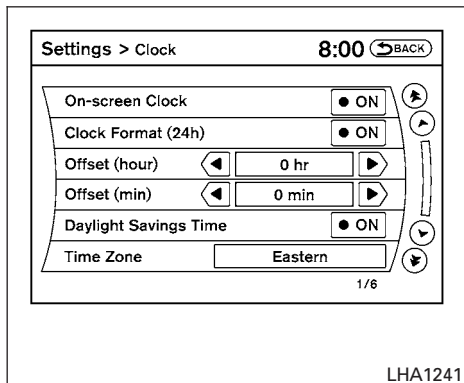 Settings > Clock 8:00 BACK
On-screen Clock ON
Clock Format (24h) ON
Offset (hour) 0 hr
Offset (min) 0 min
Daylight Savings Time ON
Time Zone Eastern
1/6
LHA1241